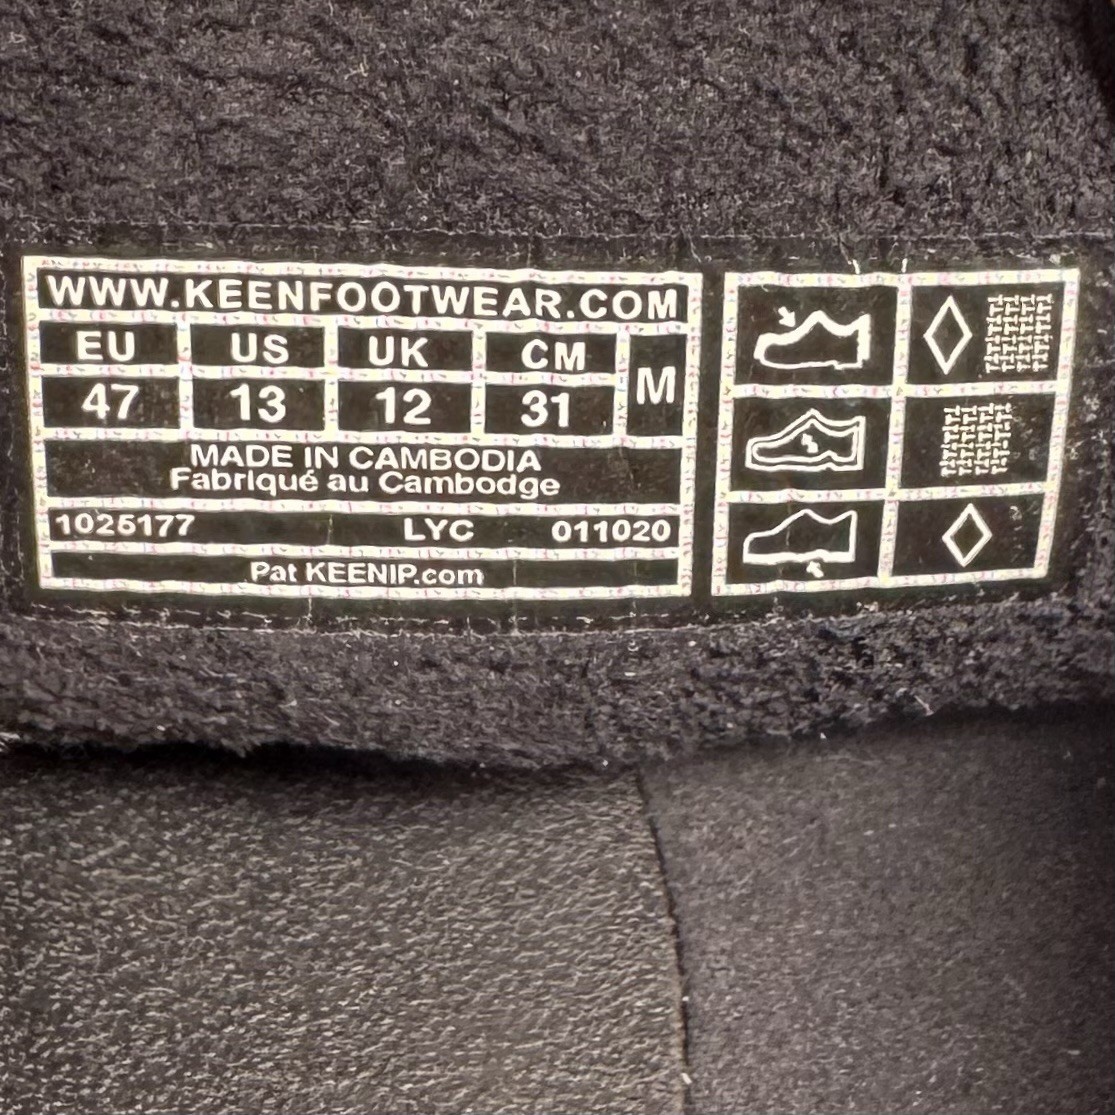 WWW.KEENFOOTWEAR.COM
EU US UK CM M
47 13 12 31
MADE IN CAMBODIA
Fabriqué au Cambodge
1025177 LYC 011020
Pat KEENIP.com